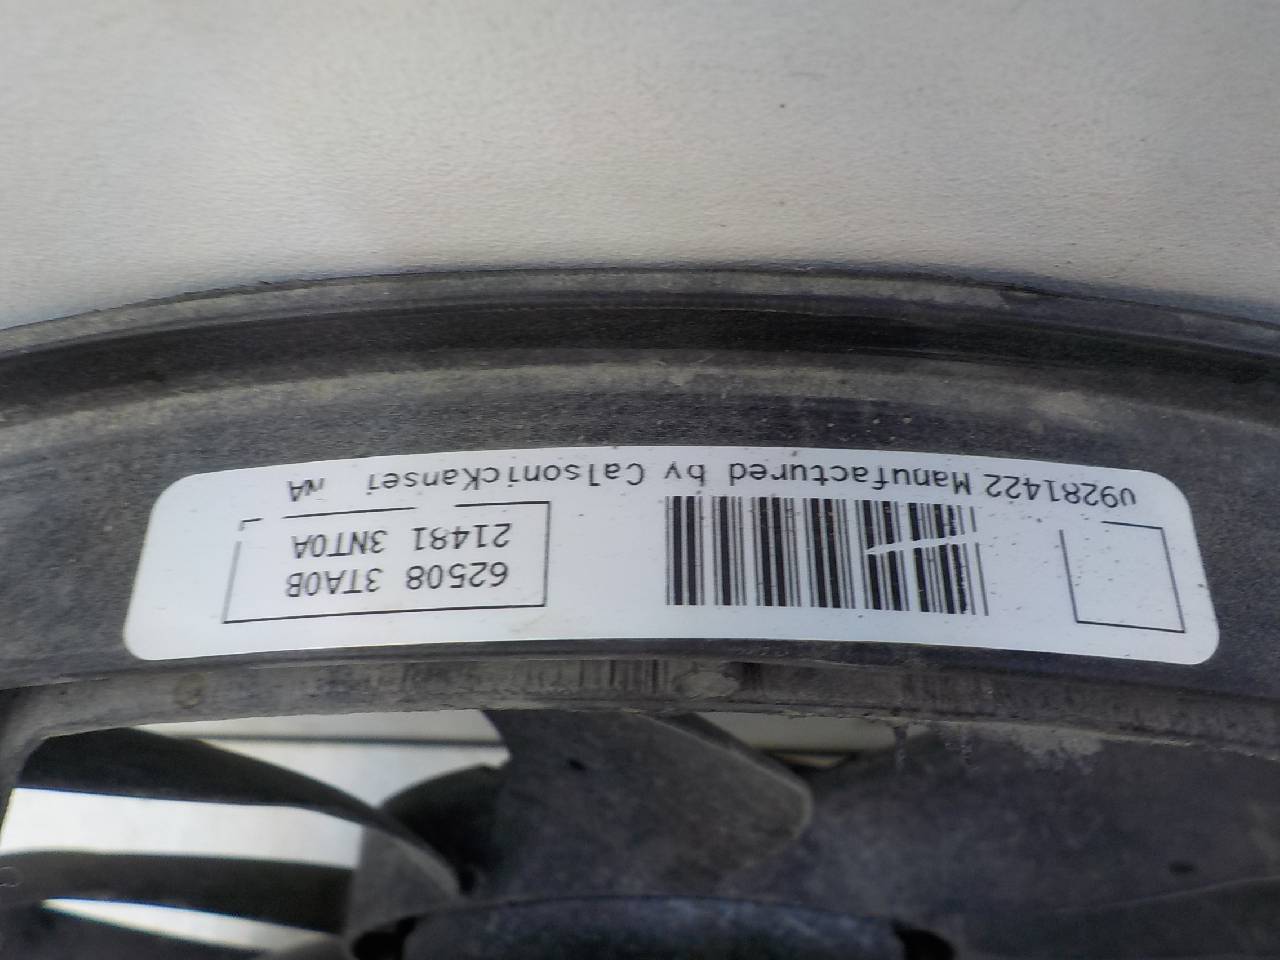 62508 3TA0B
21481 3NT0A
U9281422 Manufactured by CalsonicKansei NA